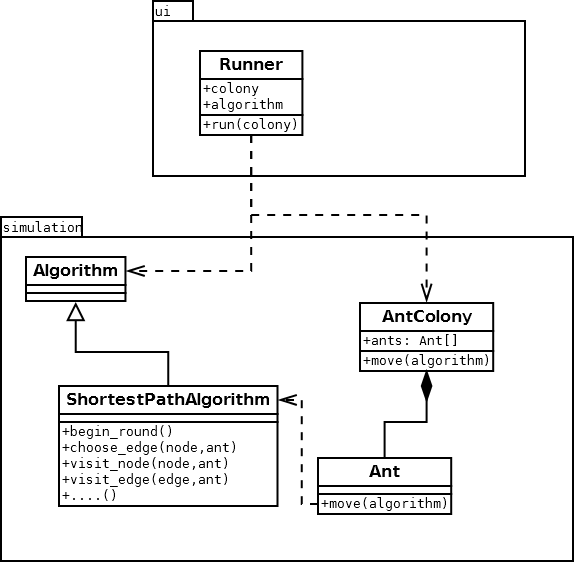 ui
Runner
+colony
+algorithm
+run(colony)
simulation
Algorithm
AntColony
+ants: Ant[]
+move(algorithm)
ShortestPathAlgorithm
+begin_round()
+choose_edge(node,ant)
+visit_node(node,ant)
+visit_edge(edge,ant)
+....()
Ant
+move(algorithm)